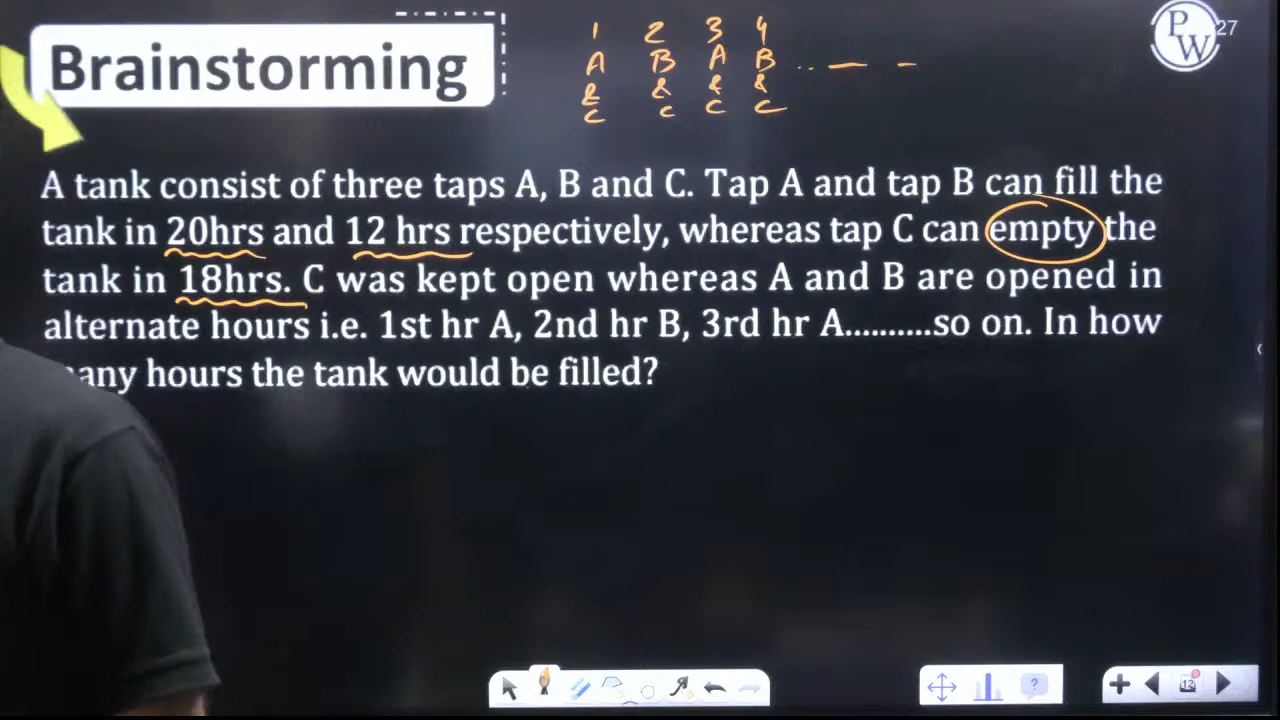 1 2 3 4
A B A B .. — -
& & & &
C C C C
PW 27
Brainstorming
A tank consist of three taps A, B and C. Tap A and tap B can fill the
tank in 20hrs and 12 hrs respectively, whereas tap C can empty the
tank in 18hrs. C was kept open whereas A and B are opened in
alternate hours i.e. 1st hr A, 2nd hr B, 3rd hr A..........so on. In how
hours the tank would be filled?
12